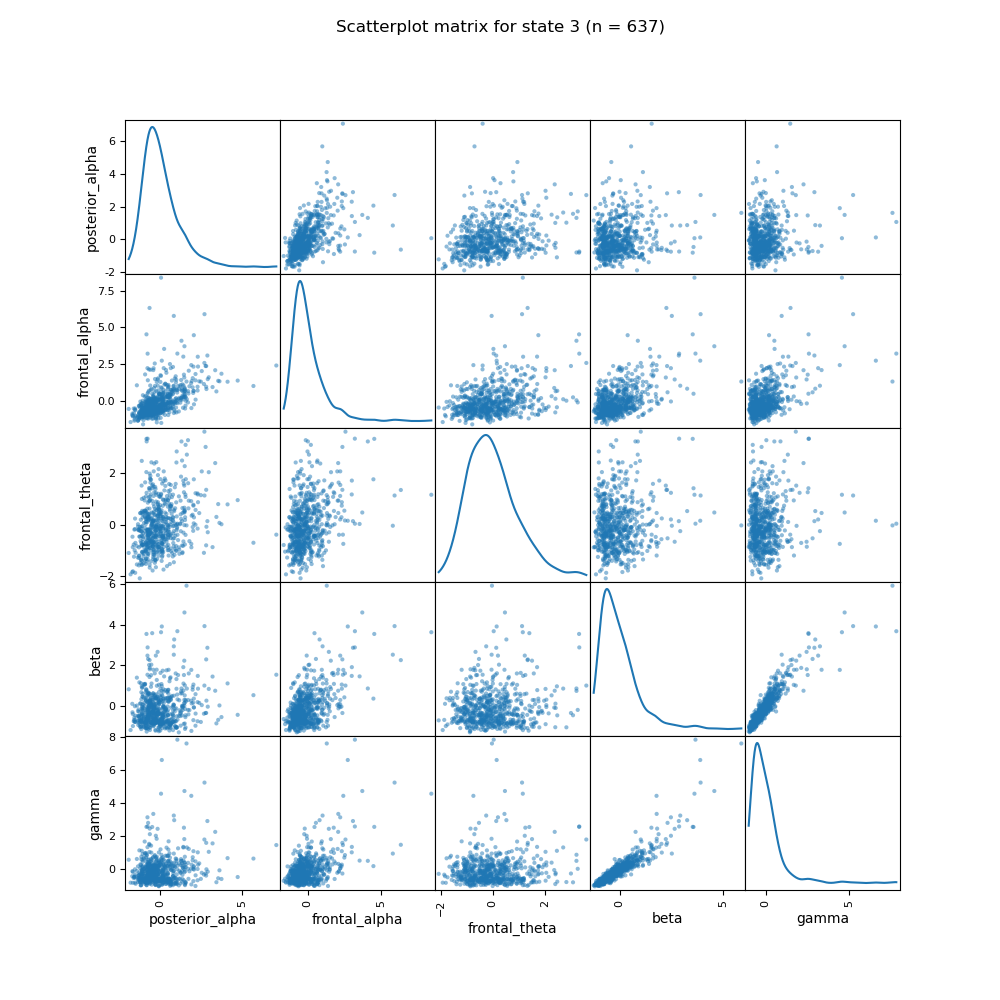 Scatterplot matrix for state 3 (n = 637)
posterior_alpha
6
4
2
0
-2
frontal_alpha
7.5
5.0
2.5
0.0
frontal_theta
2
0
−2
beta
6
4
2
0
gamma
8
6
4
2
0
0 5 0 5 −2 0 2 0 5 0 5
posterior_alpha frontal_alpha frontal_theta beta gamma